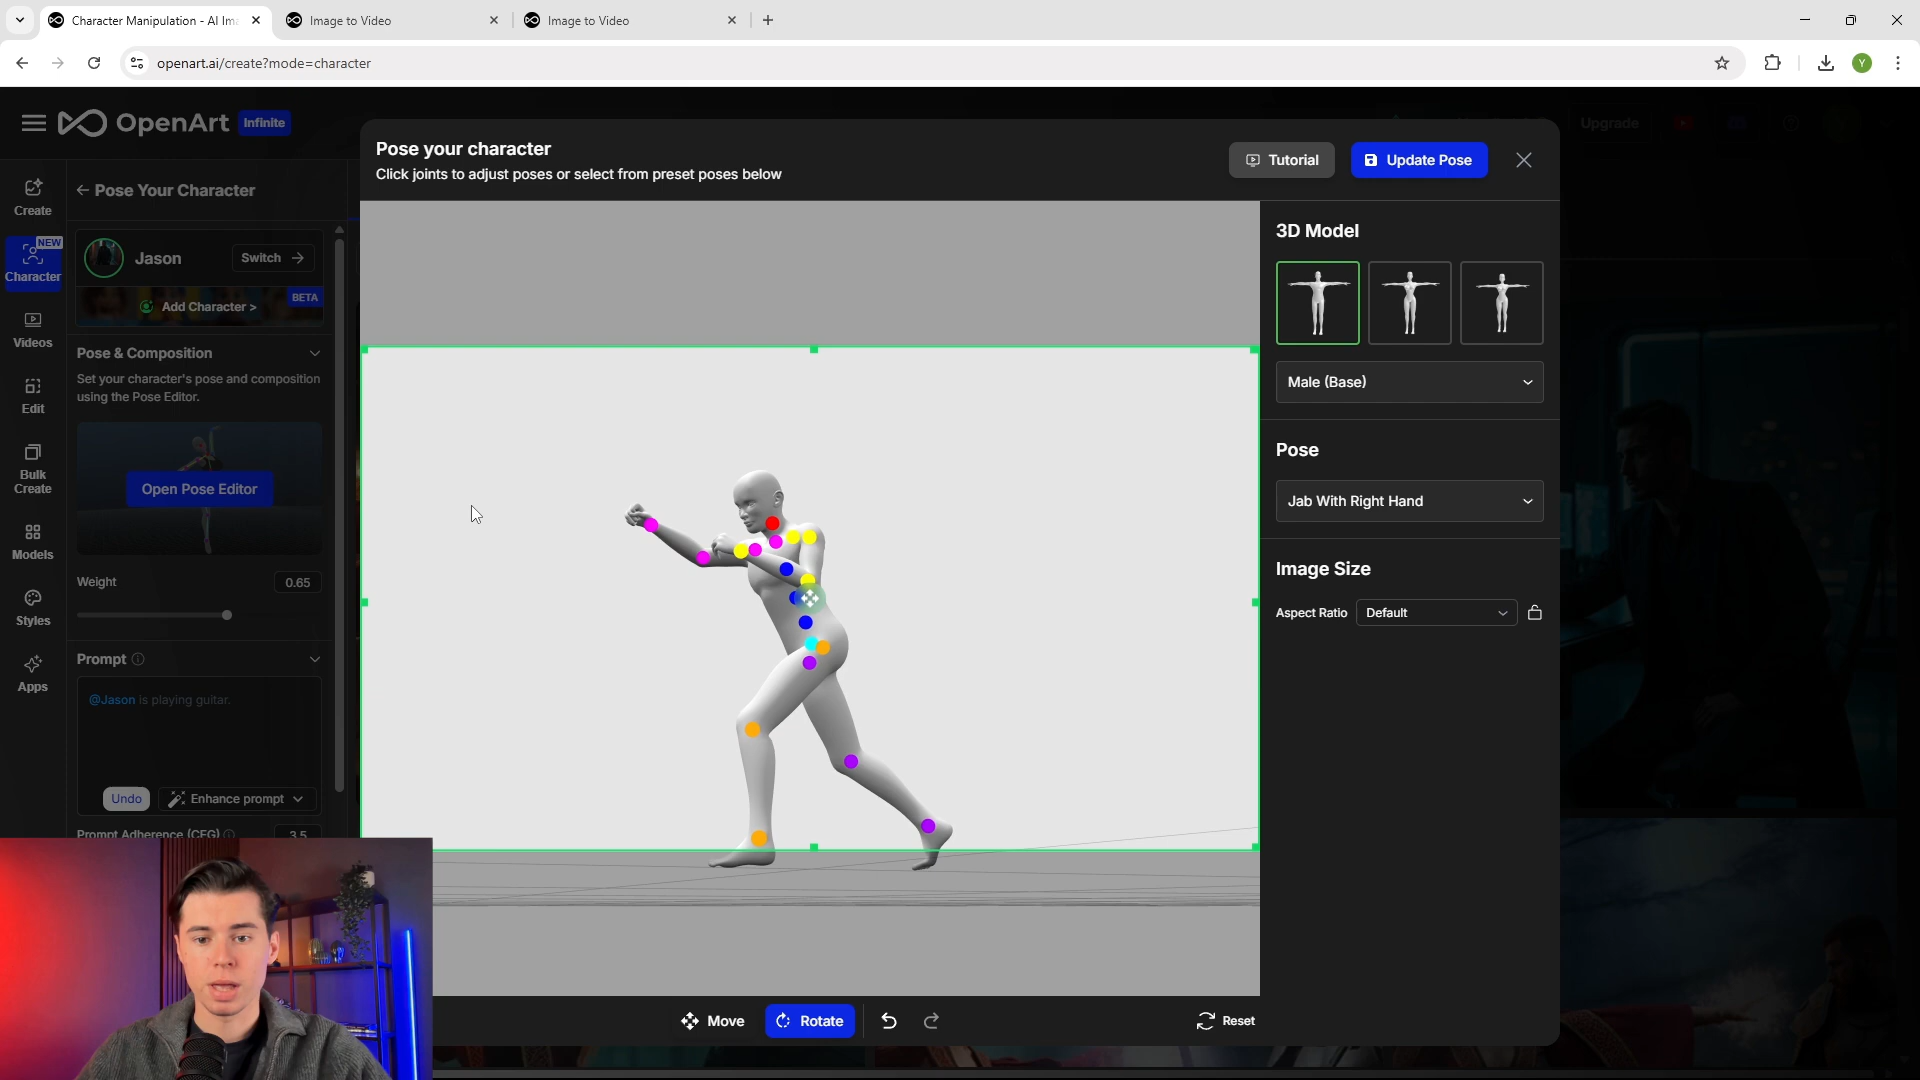 Character Manipulation - AI Im
Image to Video
Image to Video
openart.ai/create?mode=character
Y
OpenArt
Infinite
Upgrade
Pose your character
Click joints to adjust poses or select from preset poses below
Tutorial
Update Pose
Create
NEW
Character
Videos
Edit
Bulk
Create
Models
Styles
Apps
Pose Your Character
Jason
Switch
BETA
Add Character >
Pose & Composition
Set your character's pose and composition
using the Pose Editor.
Open Pose Editor
Weight
0.65
Prompt
@Jason is playing guitar.
Undo
Enhance prompt
Prompt Adherence (CFG)
3.5
3D Model
Male (Base)
Pose
Jab With Right Hand
Image Size
Aspect Ratio
Default
Move
Rotate
Reset